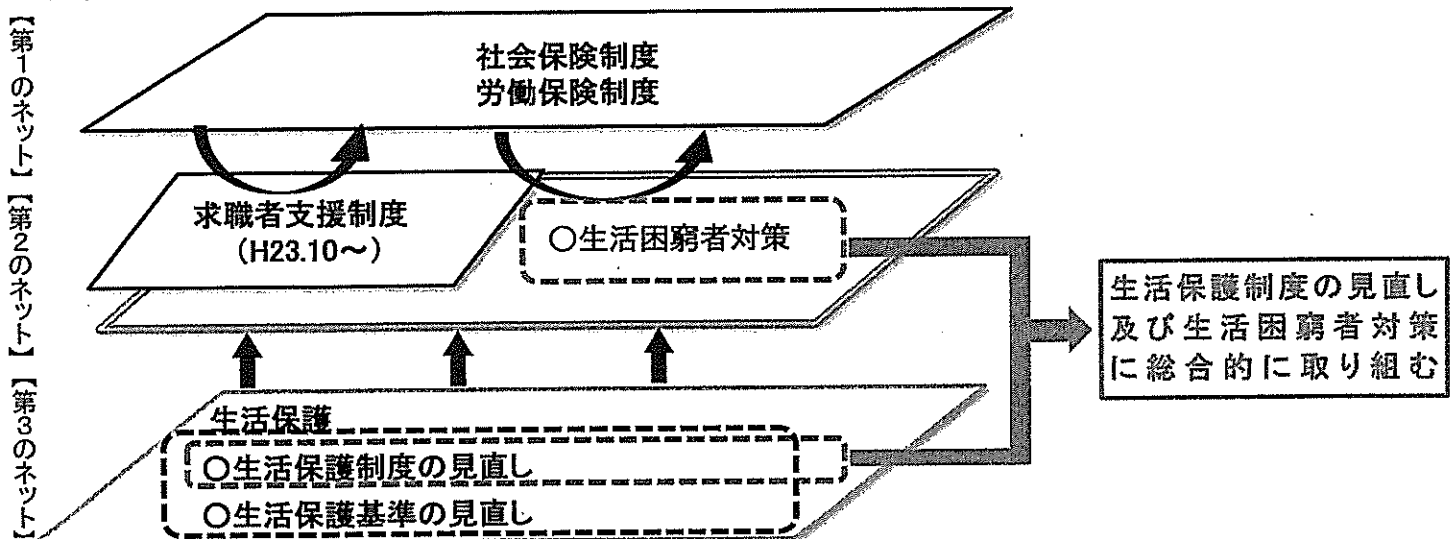 【第1のネット】
社会保険制度
労働保険制度
【第2のネット】
求職者支援制度
(H23.10～)
○生活困窮者対策
【第3のネット】
生活保護
○生活保護制度の見直し
○生活保護基準の見直し
生活保護制度の見直し
及び生活困窮者対策
に総合的に取り組む